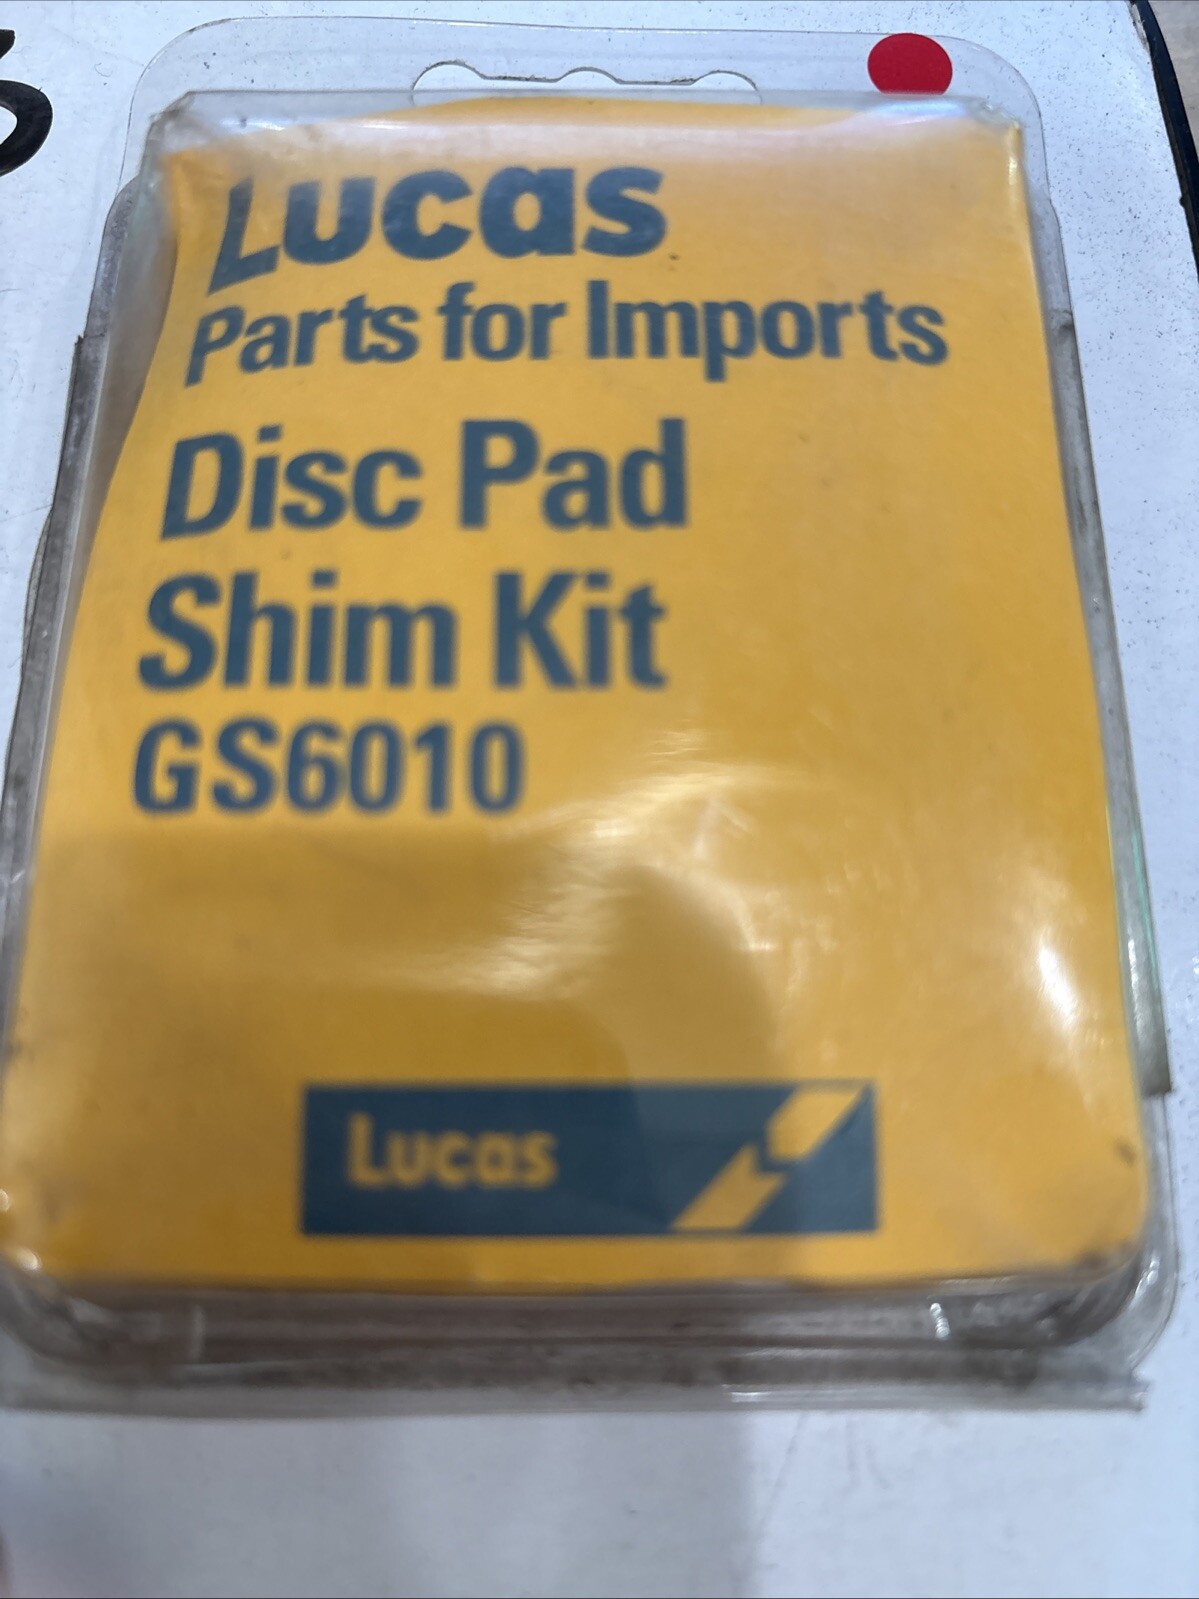 Lucas
Parts for Imports
Disc Pad
Shim Kit
GS6010
Lucas